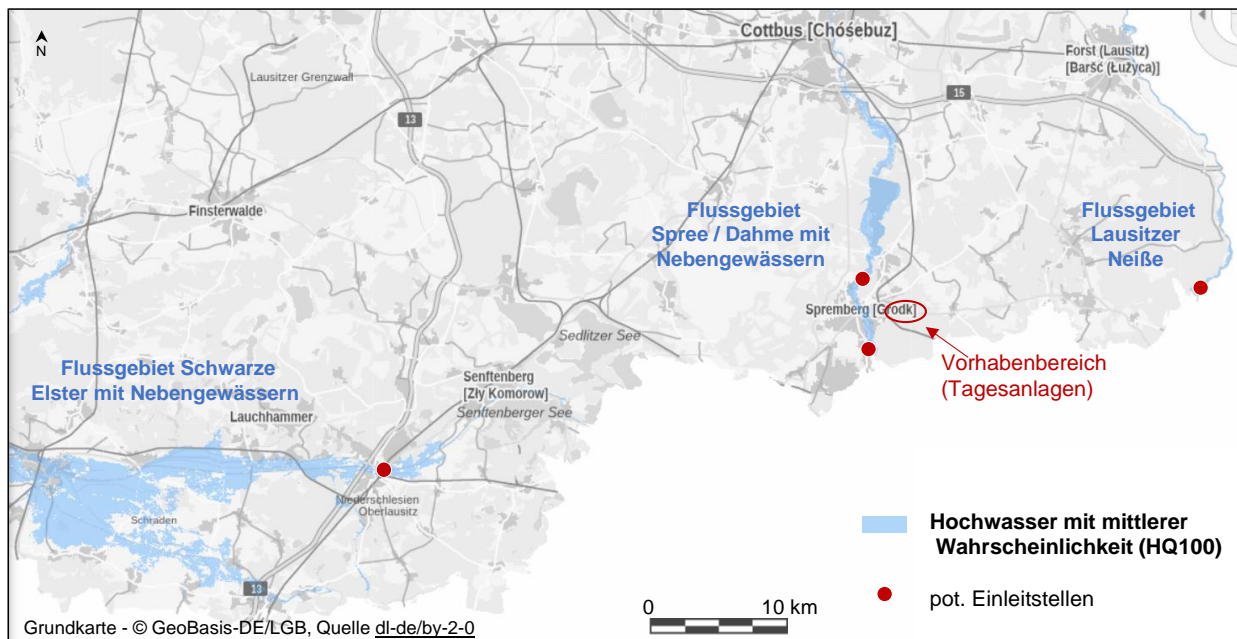 N
Cottbus [Chóśebuz]
Forst (Lausitz)
[Baršć (Łužyca)]
Lausitzer Grenzwall
15
13
Finsterwalde
Flussgebiet
Spree / Dahme mit
Nebengewässern
Flussgebiet
Lausitzer
Neiße
Spremberg [Grodk]
Sedlitzer See
Vorhabenbereich
(Tagesanlagen)
Flussgebiet Schwarze
Elster mit Nebengewässern
Senftenberg
[Zły Komorow]
Senftenberger See
Lauchhammer
Niederschlesien
Oberlausitz
Schraden
13
Hochwasser mit mittlerer
Wahrscheinlichkeit (HQ100)
pot. Einleitstellen
0 10 km
Grundkarte - © GeoBasis-DE/LGB, Quelle dl-de/by-2-0